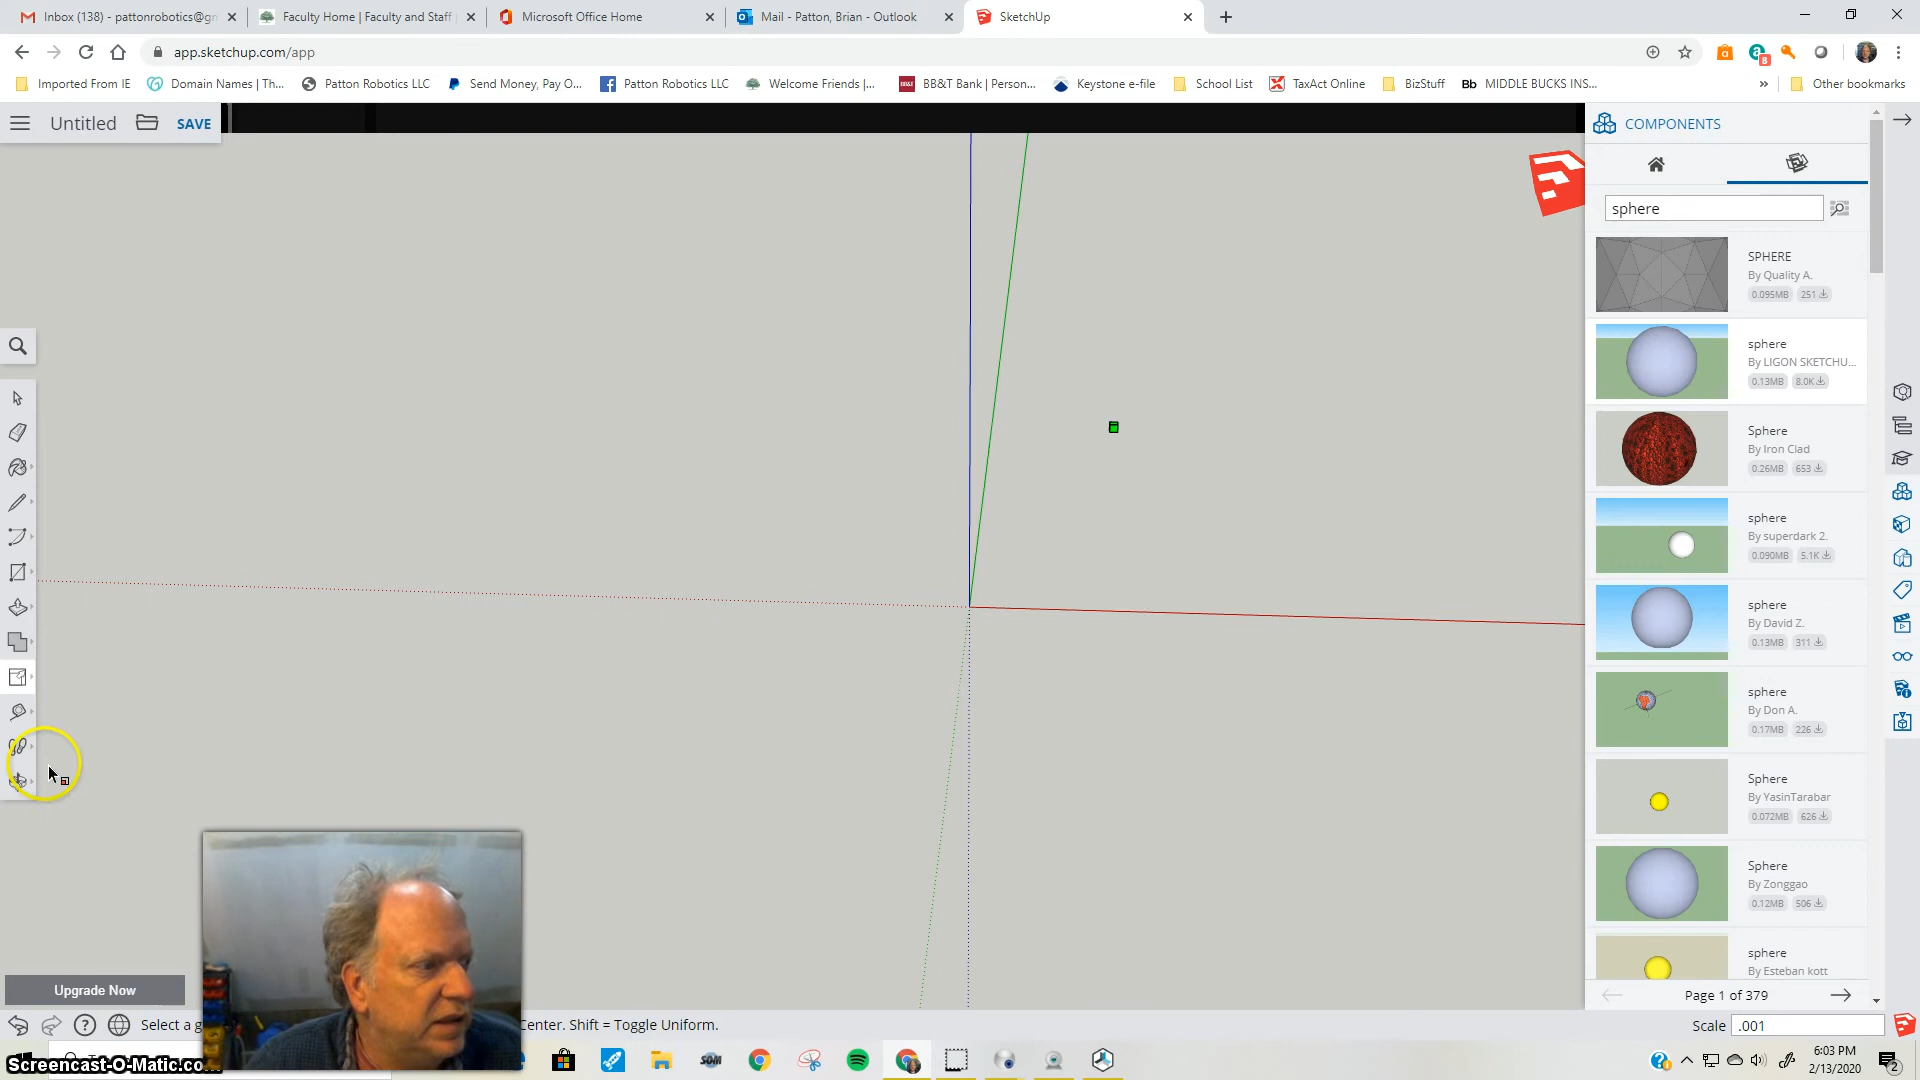 Inbox (138) - pattonrobotics@gm
Faculty Home | Faculty and Staff
Microsoft Office Home
Mail - Patton, Brian - Outlook
SketchUp
app.sketchup.com/app
8
Imported From IE
Domain Names | Th...
Patton Robotics LLC
Send Money, Pay O...
Patton Robotics LLC
Welcome Friends |...
BB&T
BB&T Bank | Person...
Keystone e-file
School List
TaxAct Online
BizStuff
Bb
MIDDLE BUCKS INS...
»
Other bookmarks
Untitled
SAVE
COMPONENTS
sphere
SPHERE
By Quality A.
0.095MB 251
sphere
By LIGON SKETCHU...
0.13MB 8.0K
Sphere
By Iron Clad
0.26MB 653
sphere
By superdark 2.
0.090MB 5.1K
sphere
By David Z.
0.13MB 311
sphere
By Don A.
0.17MB 226
Sphere
By YasinTarabar
0.072MB 626
Sphere
By Zonggao
0.12MB 506
sphere
By Esteban kott
Page 1 of 379
Upgrade Now
Select a g
Center. Shift = Toggle Uniform.
Scale .001
Screencast-O-Matic.co
SOM
6:03 PM
2/13/2020
2